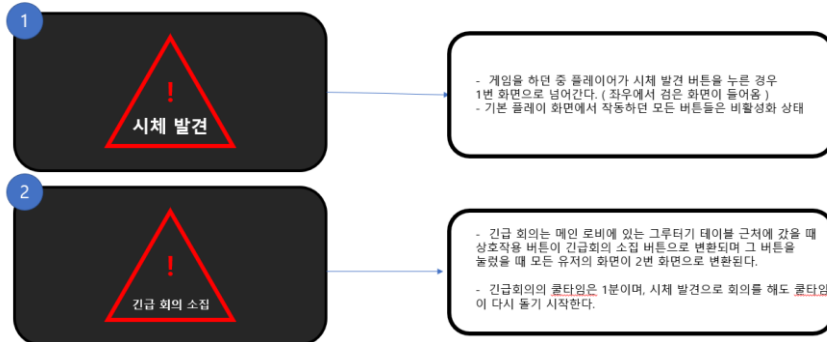 1
!
시체 발견
- 게임을 하던 중 플레이어가 시체 발견 버튼을 누른 경우
1번 화면으로 넘어간다. ( 좌우에서 검은 화면이 들어옴 )
- 기본 플레이 화면에서 작동하던 모든 버튼들은 비활성화 상태
2
!
긴급 회의 소집
- 긴급 회의는 메인 로비에 있는 그루터기 테이블 근처에 갔을 때
상호작용 버튼이 긴급회의 소집 버튼으로 변환되며 그 버튼을
눌렀을 때 모든 유저의 화면이 2번 화면으로 변환된다.
- 긴급회의의 쿨타임은 1분이며, 시체 발견으로 회의를 해도 쿨타임
이 다시 돌기 시작한다.